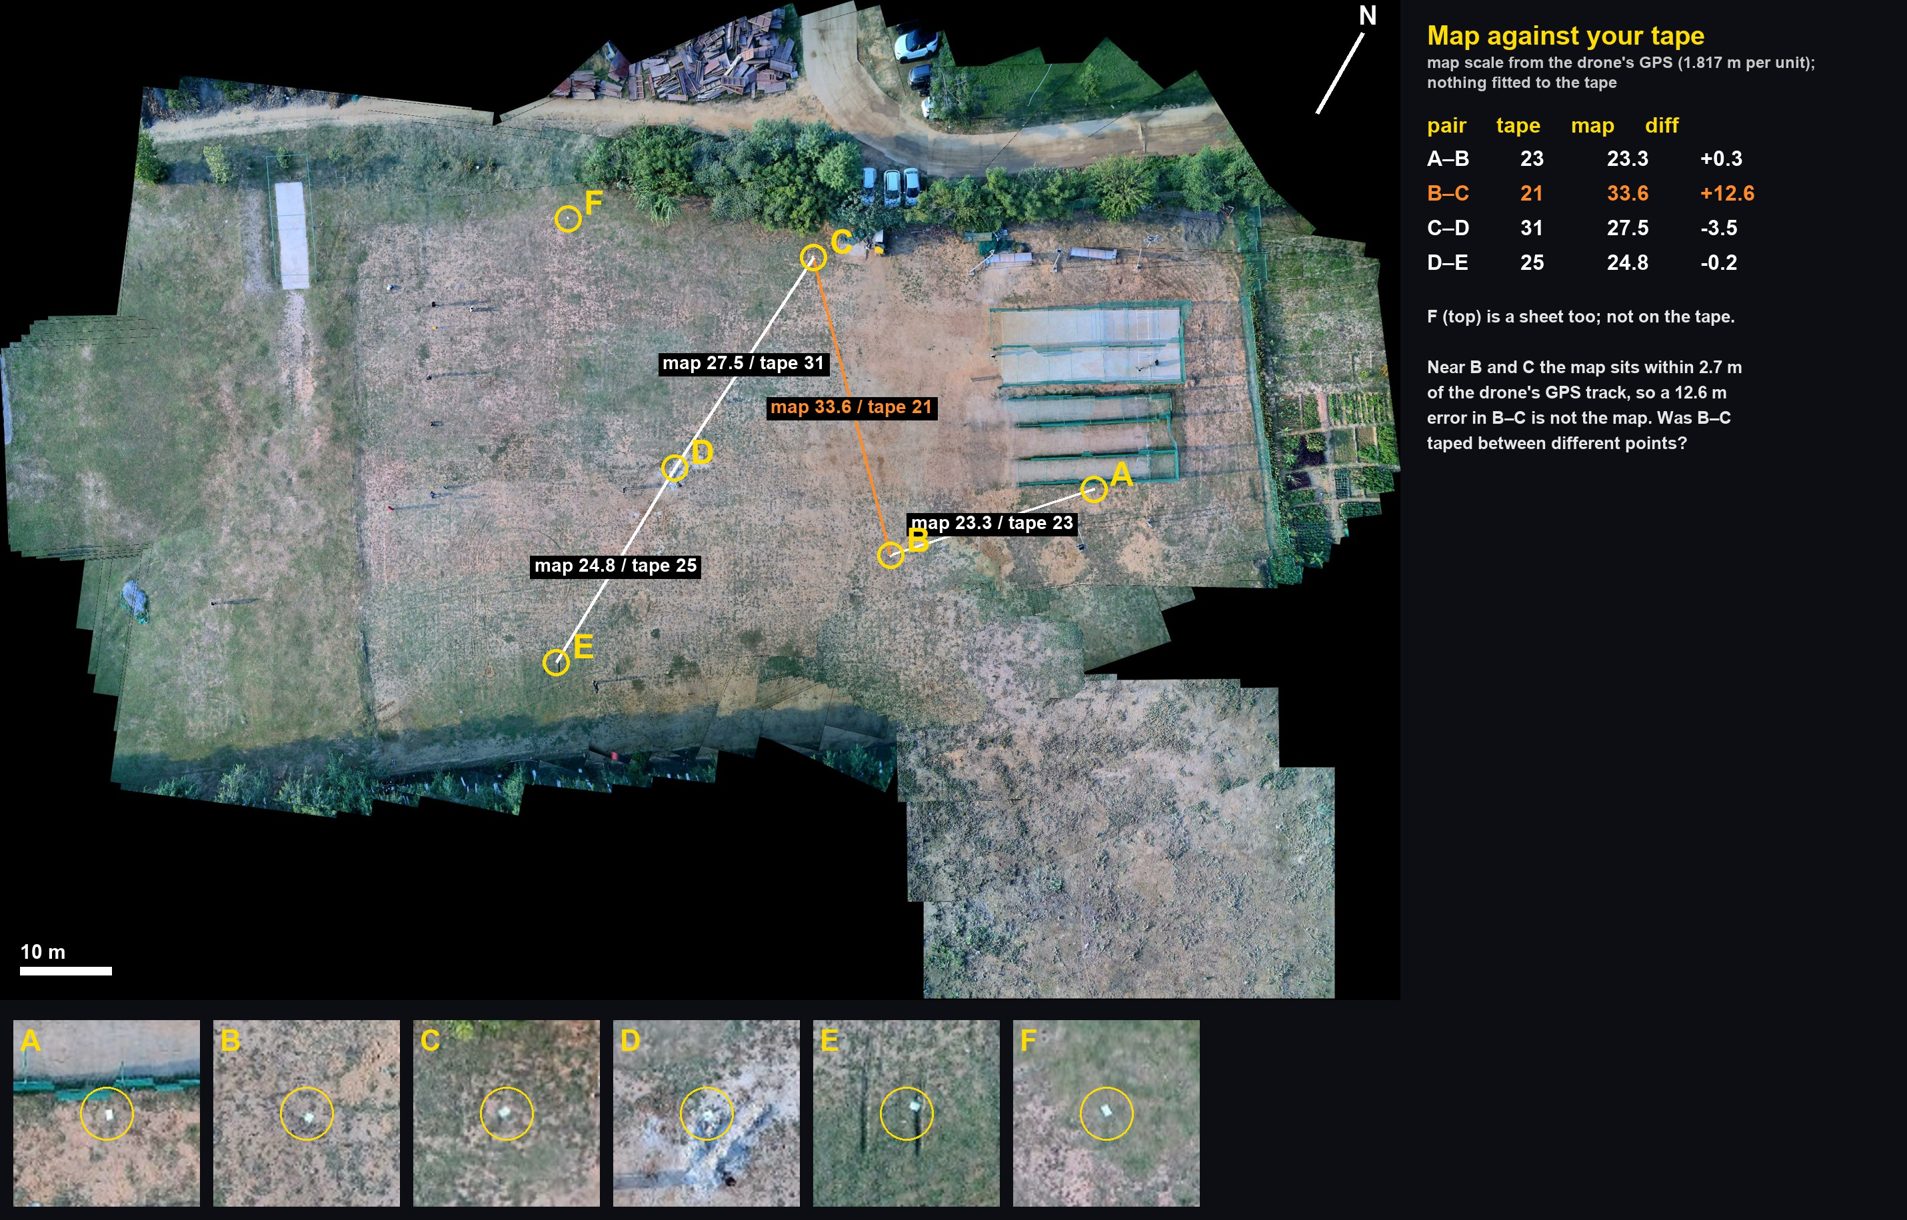 N
Map against your tape
map scale from the drone's GPS (1.817 m per unit);
nothing fitted to the tape
pair tape map diff
A–B 23 23.3 +0.3
B–C 21 33.6 +12.6
C–D 31 27.5 -3.5
D–E 25 24.8 -0.2
F (top) is a sheet too; not on the tape.
Near B and C the map sits within 2.7 m
of the drone's GPS track, so a 12.6 m
error in B–C is not the map. Was B–C
taped between different points?
F
C
map 27.5 / tape 31
map 33.6 / tape 21
D
A
map 23.3 / tape 23
B
map 24.8 / tape 25
E
10 m
A
B
C
D
E
F